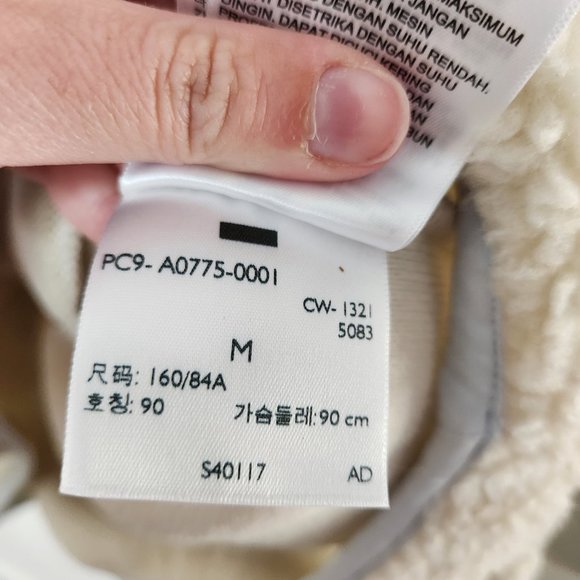 MAKSIMUM
JANGAN
MESIN
DENGAN SUHU
DISETRIKA DENGAN SUHU RENDAH.
DINGIN, DAPAT
PC9- A0775-0001
CW- 1321
5083
M
尺码: 160/84A
호칭: 90 가슴둘레: 90 cm
S40117 AD